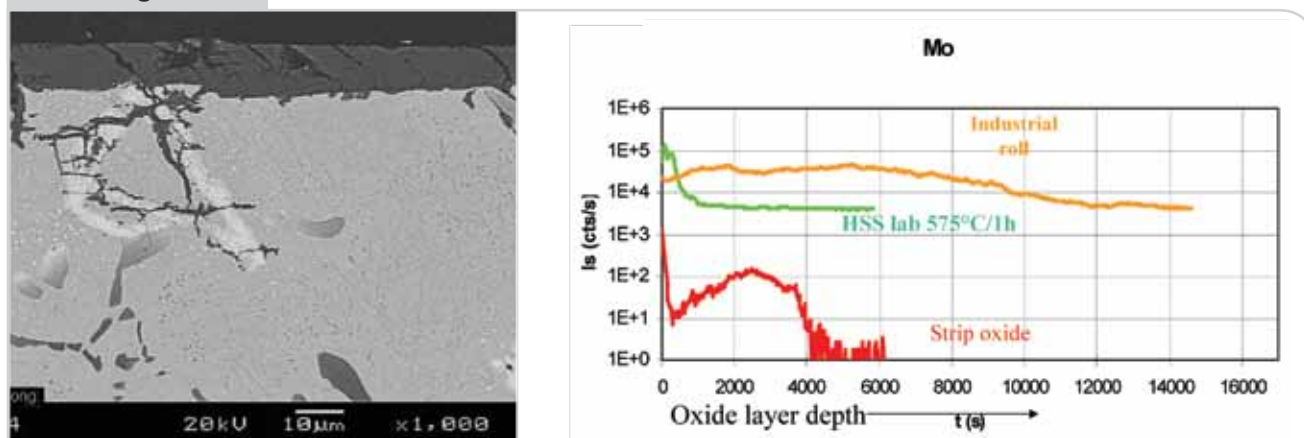 ong
4 20kV 10μm x1,000
Mo
Is (cts/s)
1E+6
1E+5
1E+4
1E+3
1E+2
1E+1
1E+0
Industrial
roll
HSS lab 575°C/1h
Strip oxide
0 2000 4000 6000 8000 10000 12000 14000 16000
Oxide layer depth t (s)